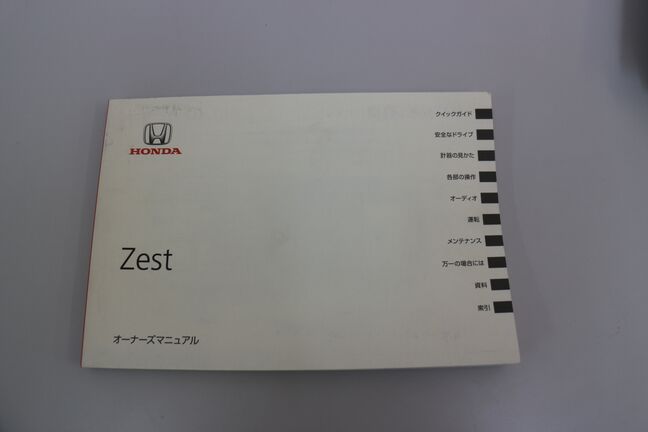 HONDA
Zest
オーナーズマニュアル
クイックガイド
安全なドライブ
計器の見かた
各部の操作
オーディオ
運転
メンテナンス
万一の場合には
資料
索引